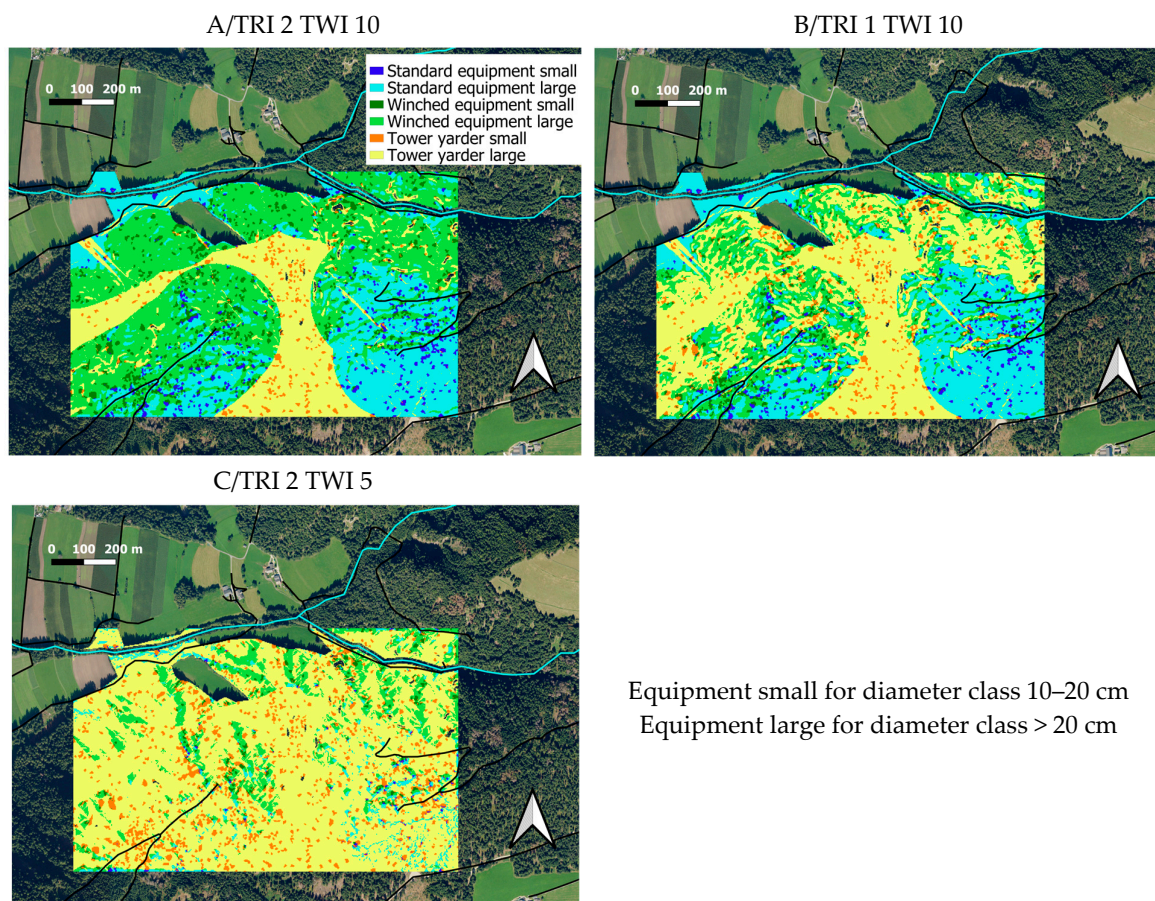 A/TRI 2 TWI 10
B/TRI 1 TWI 10
0 100 200 m
Standard equipment small
Standard equipment large
Winched equipment small
Winched equipment large
Tower yarder small
Tower yarder large
0 100 200 m
C/TRI 2 TWI 5
0 100 200 m
Equipment small for diameter class 10–20 cm
Equipment large for diameter class > 20 cm